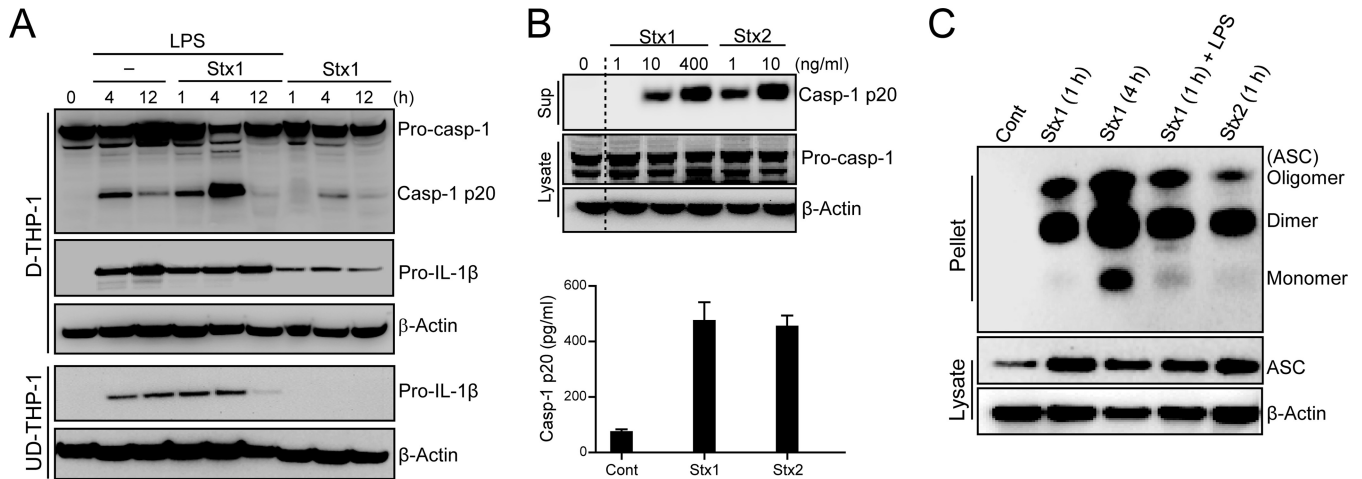 A
LPS
– Stx1 Stx1
0 4 12 1 4 12 1 4 12 (h)
D-THP-1
Pro-casp-1
Casp-1 p20
Pro-IL-1β
β-Actin
UD-THP-1
Pro-IL-1β
β-Actin
B
Stx1 Stx2
0 1 10 400 1 10 (ng/ml)
Sup
Casp-1 p20
Lysate
Pro-casp-1
β-Actin
Casp-1 p20 (pg/ml)
600
400
200
0
Cont Stx1 Stx2
C
Cont
Stx1 (1 h)
Stx1 (4 h)
Stx1 (1 h) + LPS
Stx2 (1 h)
Pellet
(ASC)
Oligomer
Dimer
Monomer
Lysate
ASC
β-Actin